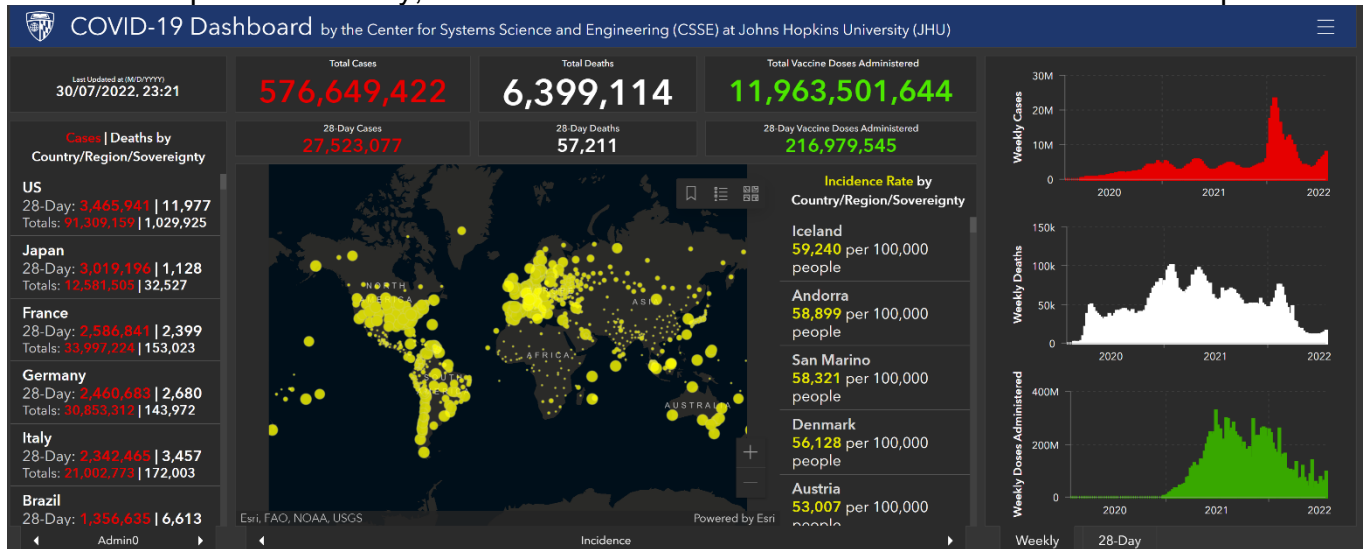 COVID-19 Dashboard by the Center for Systems Science and Engineering (CSSE) at Johns Hopkins University (JHU)
Last Updated at (M/D/YYYY)
30/07/2022, 23:21
Total Cases
576,649,422
Total Deaths
6,399,114
Total Vaccine Doses Administered
11,963,501,644
28-Day Cases
27,523,077
28-Day Deaths
57,211
28-Day Vaccine Doses Administered
216,979,545
Cases | Deaths by
Country/Region/Sovereignty
US
28-Day: 3,465,941 | 11,977
Totals: 91,309,159 | 1,029,925
Japan
28-Day: 3,019,196 | 1,128
Totals: 12,581,505 | 32,527
France
28-Day: 2,586,841 | 2,399
Totals: 33,997,224 | 153,023
Germany
28-Day: 2,460,683 | 2,680
Totals: 30,853,312 | 143,972
Italy
28-Day: 2,342,465 | 3,457
Totals: 21,002,773 | 172,003
Brazil
28-Day: 1,356,635 | 6,613
Admin0
NORTH
AMERICA
ASIA
AFRICA
SOUTH
AUSTRALIA
Esri, FAO, NOAA, USGS
Powered by Esri
Incidence
Incidence Rate by
Country/Region/Sovereignty
Iceland
59,240 per 100,000
people
Andorra
58,899 per 100,000
people
San Marino
58,321 per 100,000
people
Denmark
56,128 per 100,000
people
Austria
53,007 per 100,000
people
Weekly Cases
30M
20M
10M
0
2020 2021 2022
Weekly Deaths
150k
100k
50k
0
2020 2021 2022
Weekly Doses Administered
400M
200M
0
2020 2021 2022
Weekly 28-Day